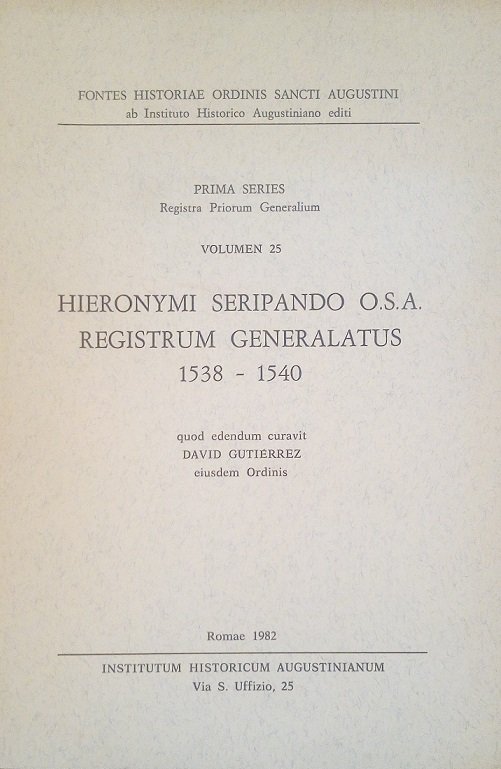 FONTES HISTORIAE ORDINIS SANCTI AUGUSTINI
ab Instituto Historico Augustiniano editi
PRIMA SERIES
Registra Priorum Generalium
VOLUMEN 25
HIERONYMI SERIPANDO O.S.A.
REGISTRUM GENERALATUS
1538 - 1540
quod edendum curavit
DAVID GUTIÉRREZ
eiusdem Ordinis
Romae 1982
INSTITUTUM HISTORICUM AUGUSTINIANUM
Via S. Uffizio, 25